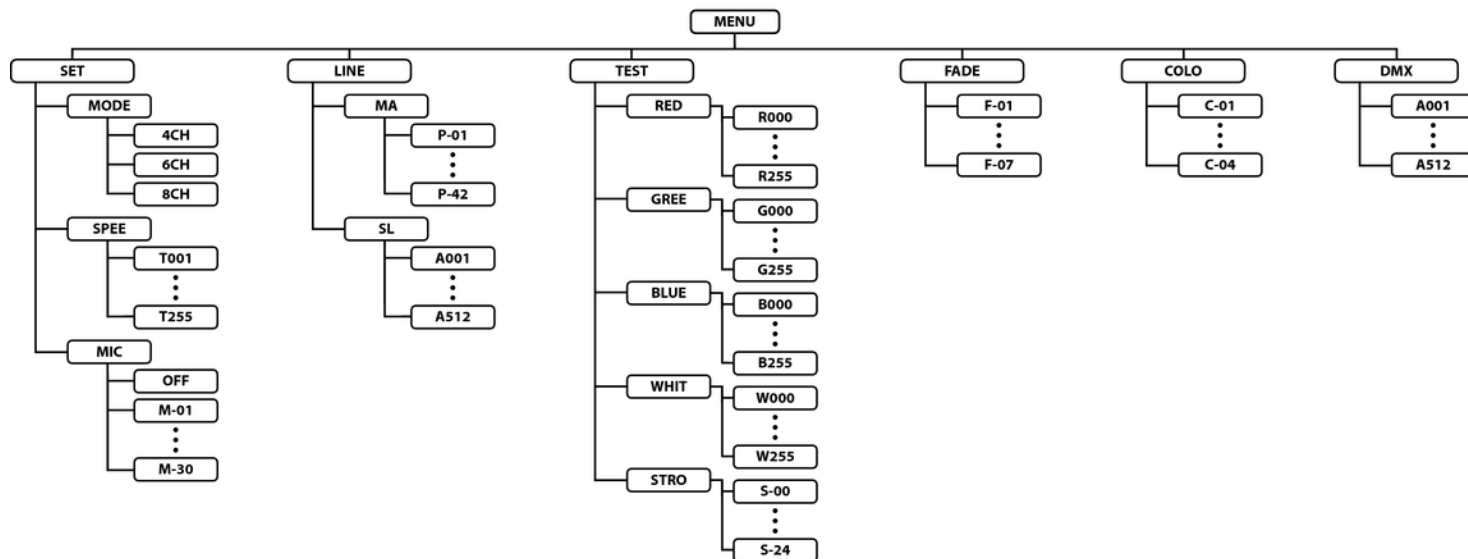 MENU
SET
MODE
4CH
6CH
8CH
SPEE
T001
T255
MIC
OFF
M-01
M-30
LINE
MA
P-01
P-42
SL
A001
A512
TEST
RED
R000
R255
GREE
G000
G255
BLUE
B000
B255
WHIT
W000
W255
STRO
S-00
S-24
FADE
F-01
F-07
COLO
C-01
C-04
DMX
A001
A512